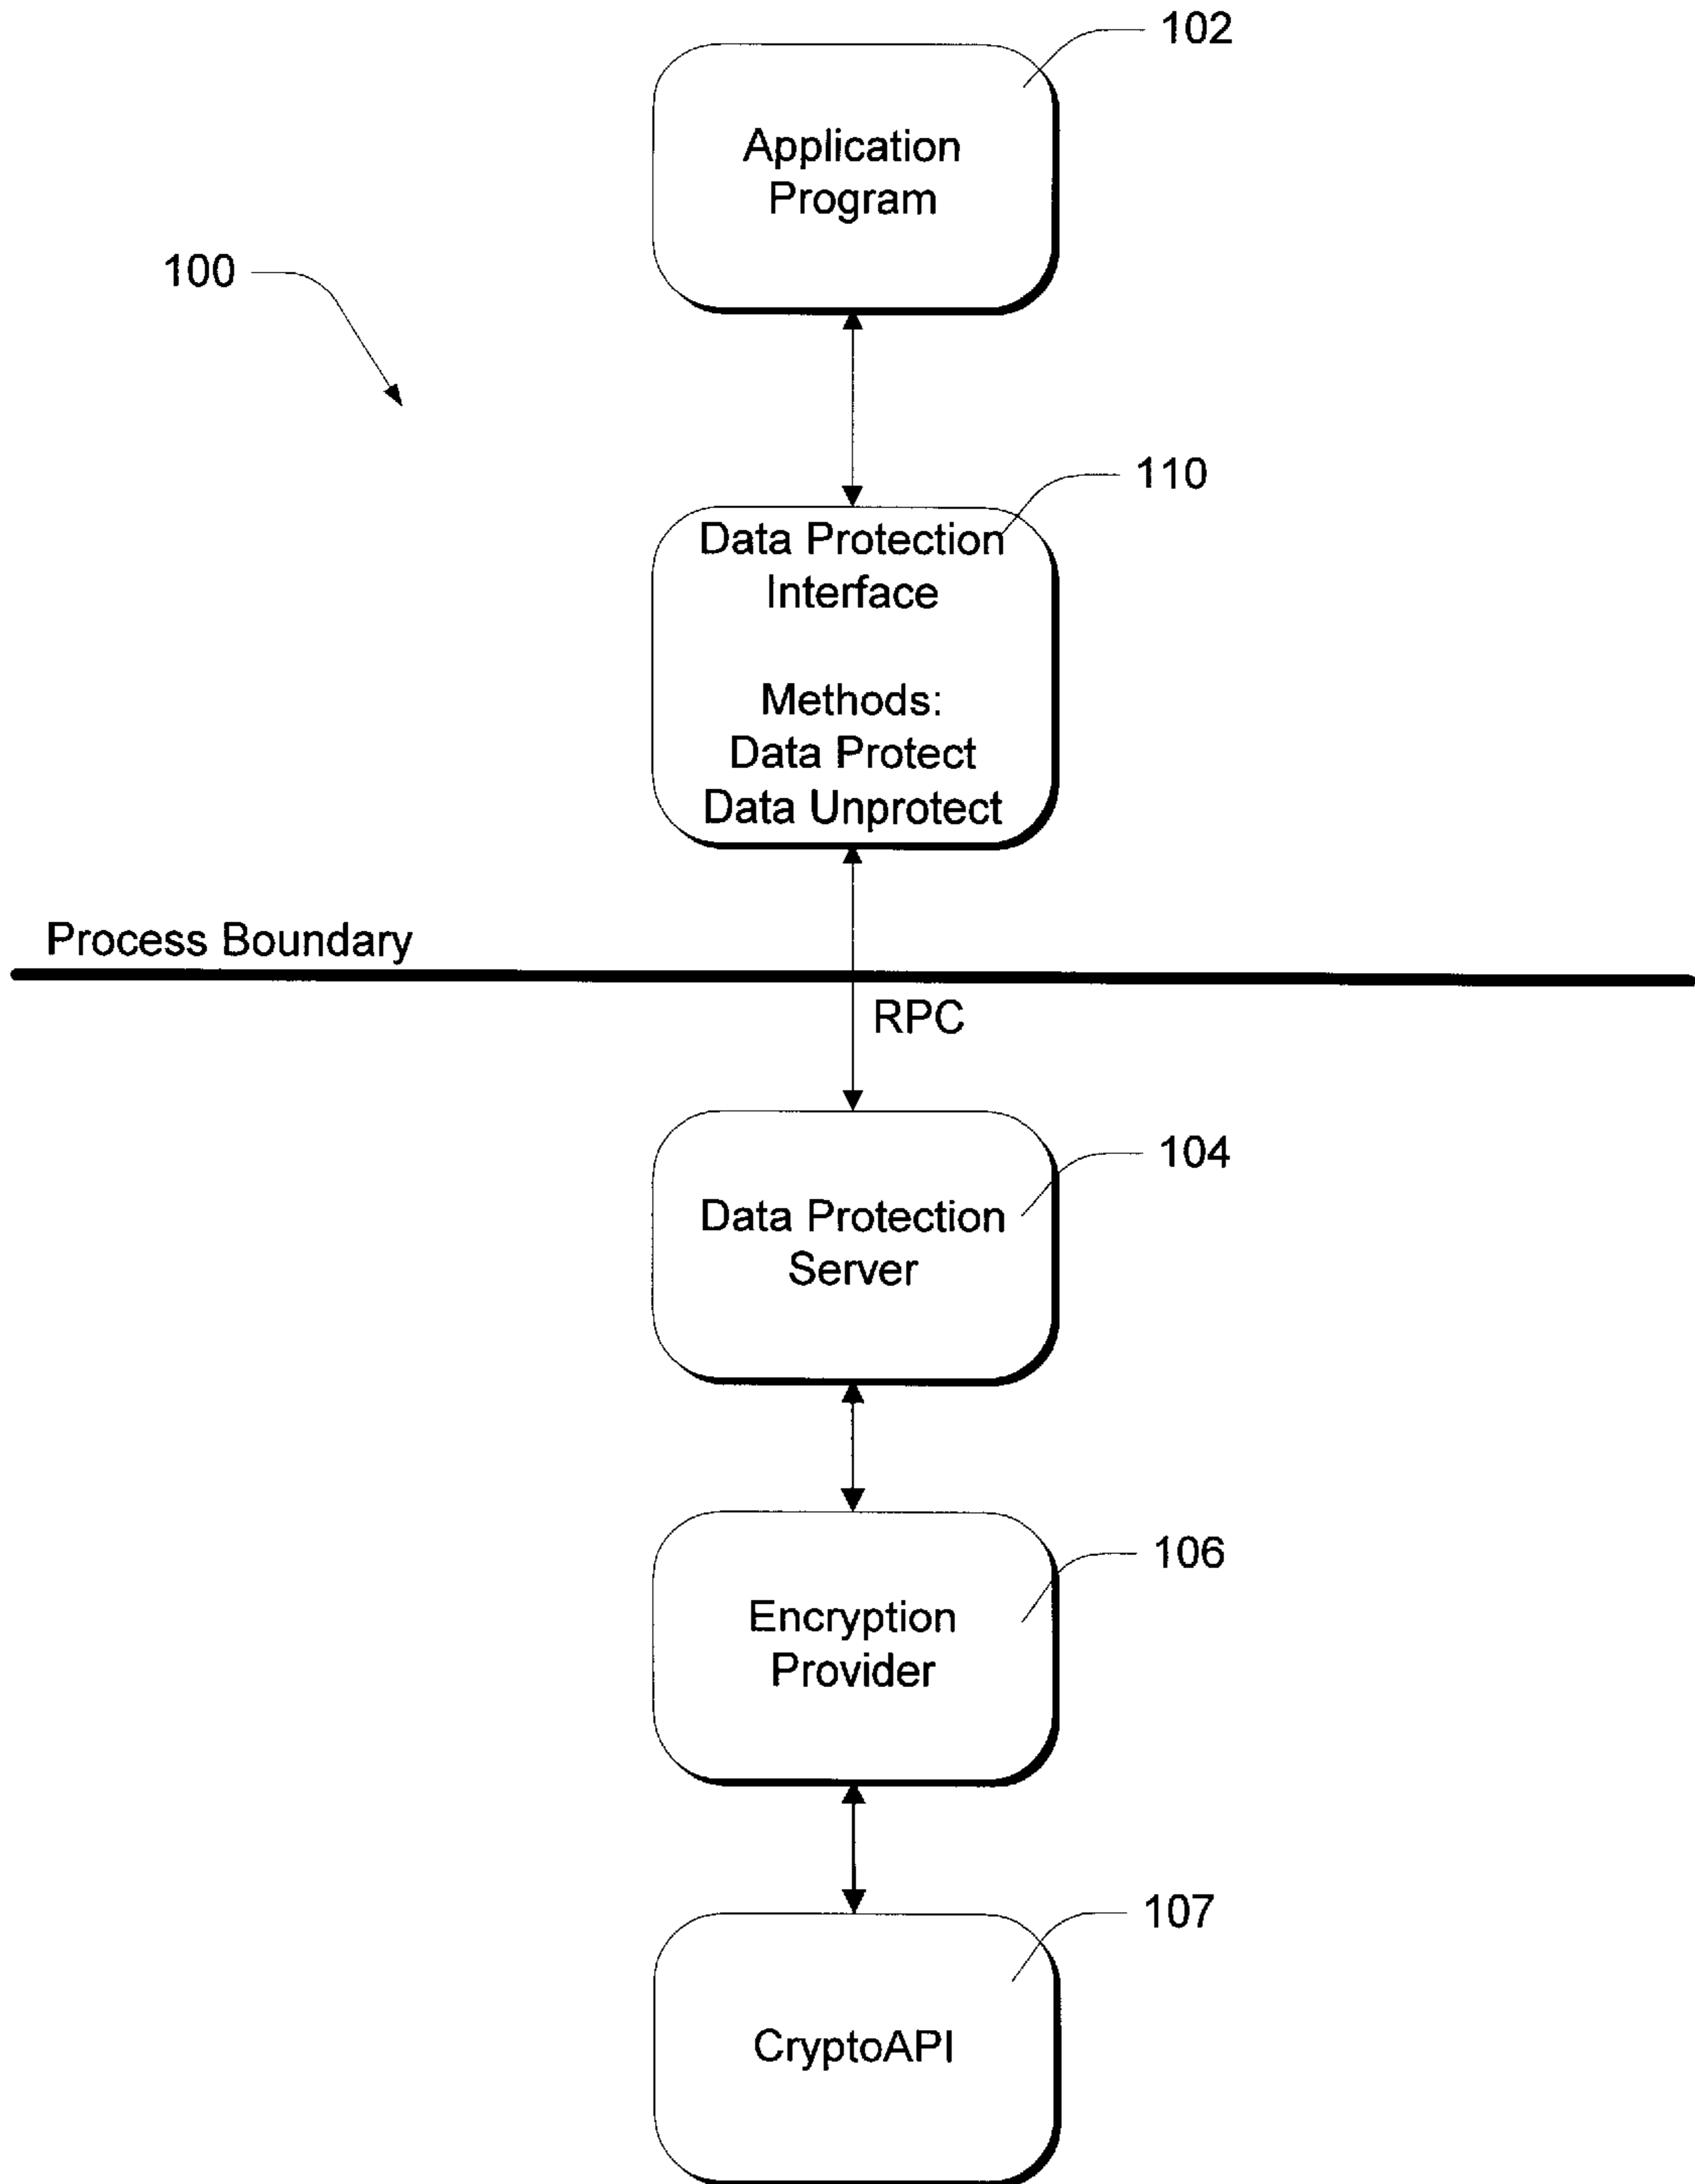 102
Application
Program
100
110
Data Protection
Interface
Methods:
Data Protect
Data Unprotect
Process Boundary
RPC
104
Data Protection
Server
106
Encryption
Provider
107
CryptoAPI